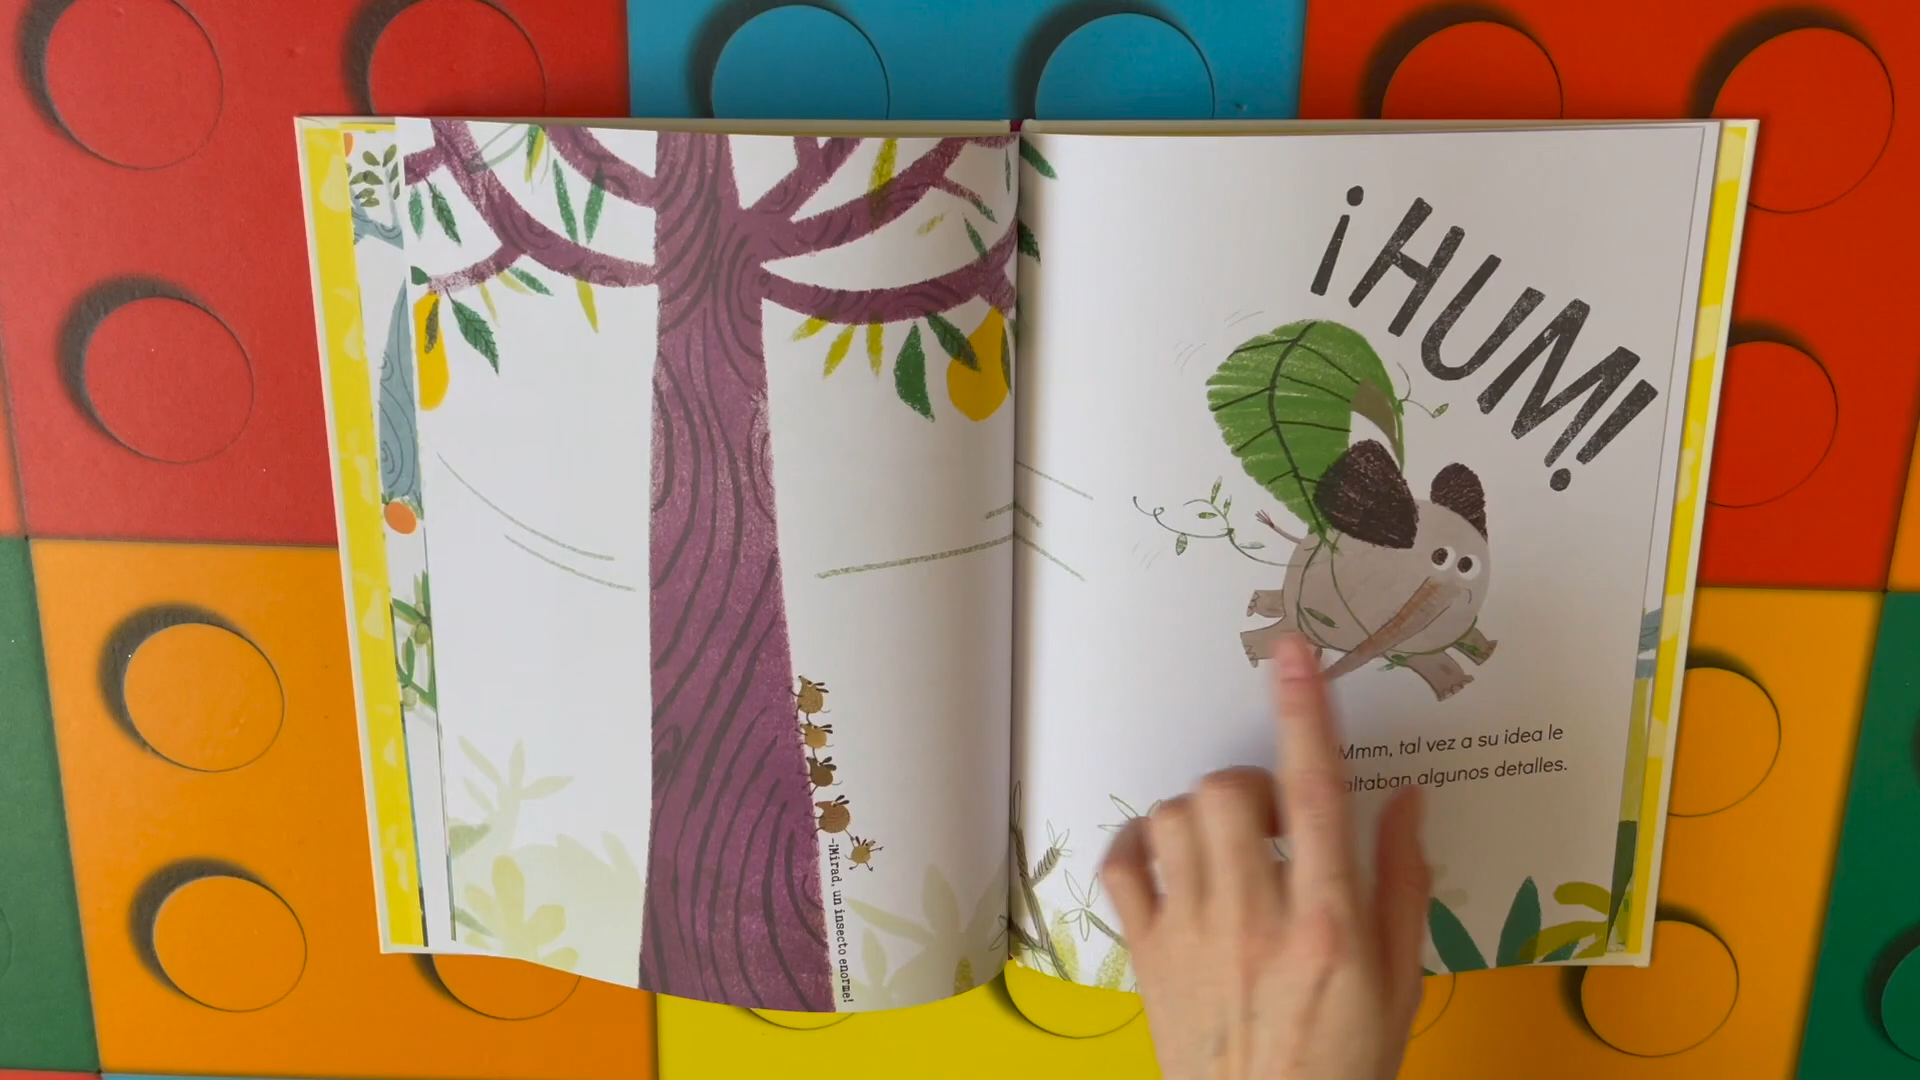 -¡Mirad, un insecto enorme!
¡HUM!
Mmm, tal vez a su idea le
altaban algunos detalles.